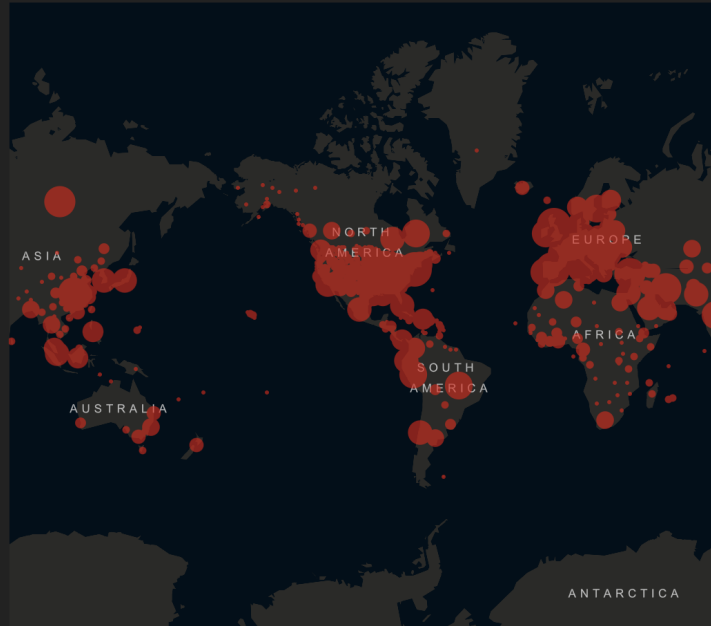 NORTH
AMERICA
EUROPE
ASIA
AFRICA
SOUTH
AMERICA
AUSTRALIA
ANTARCTICA